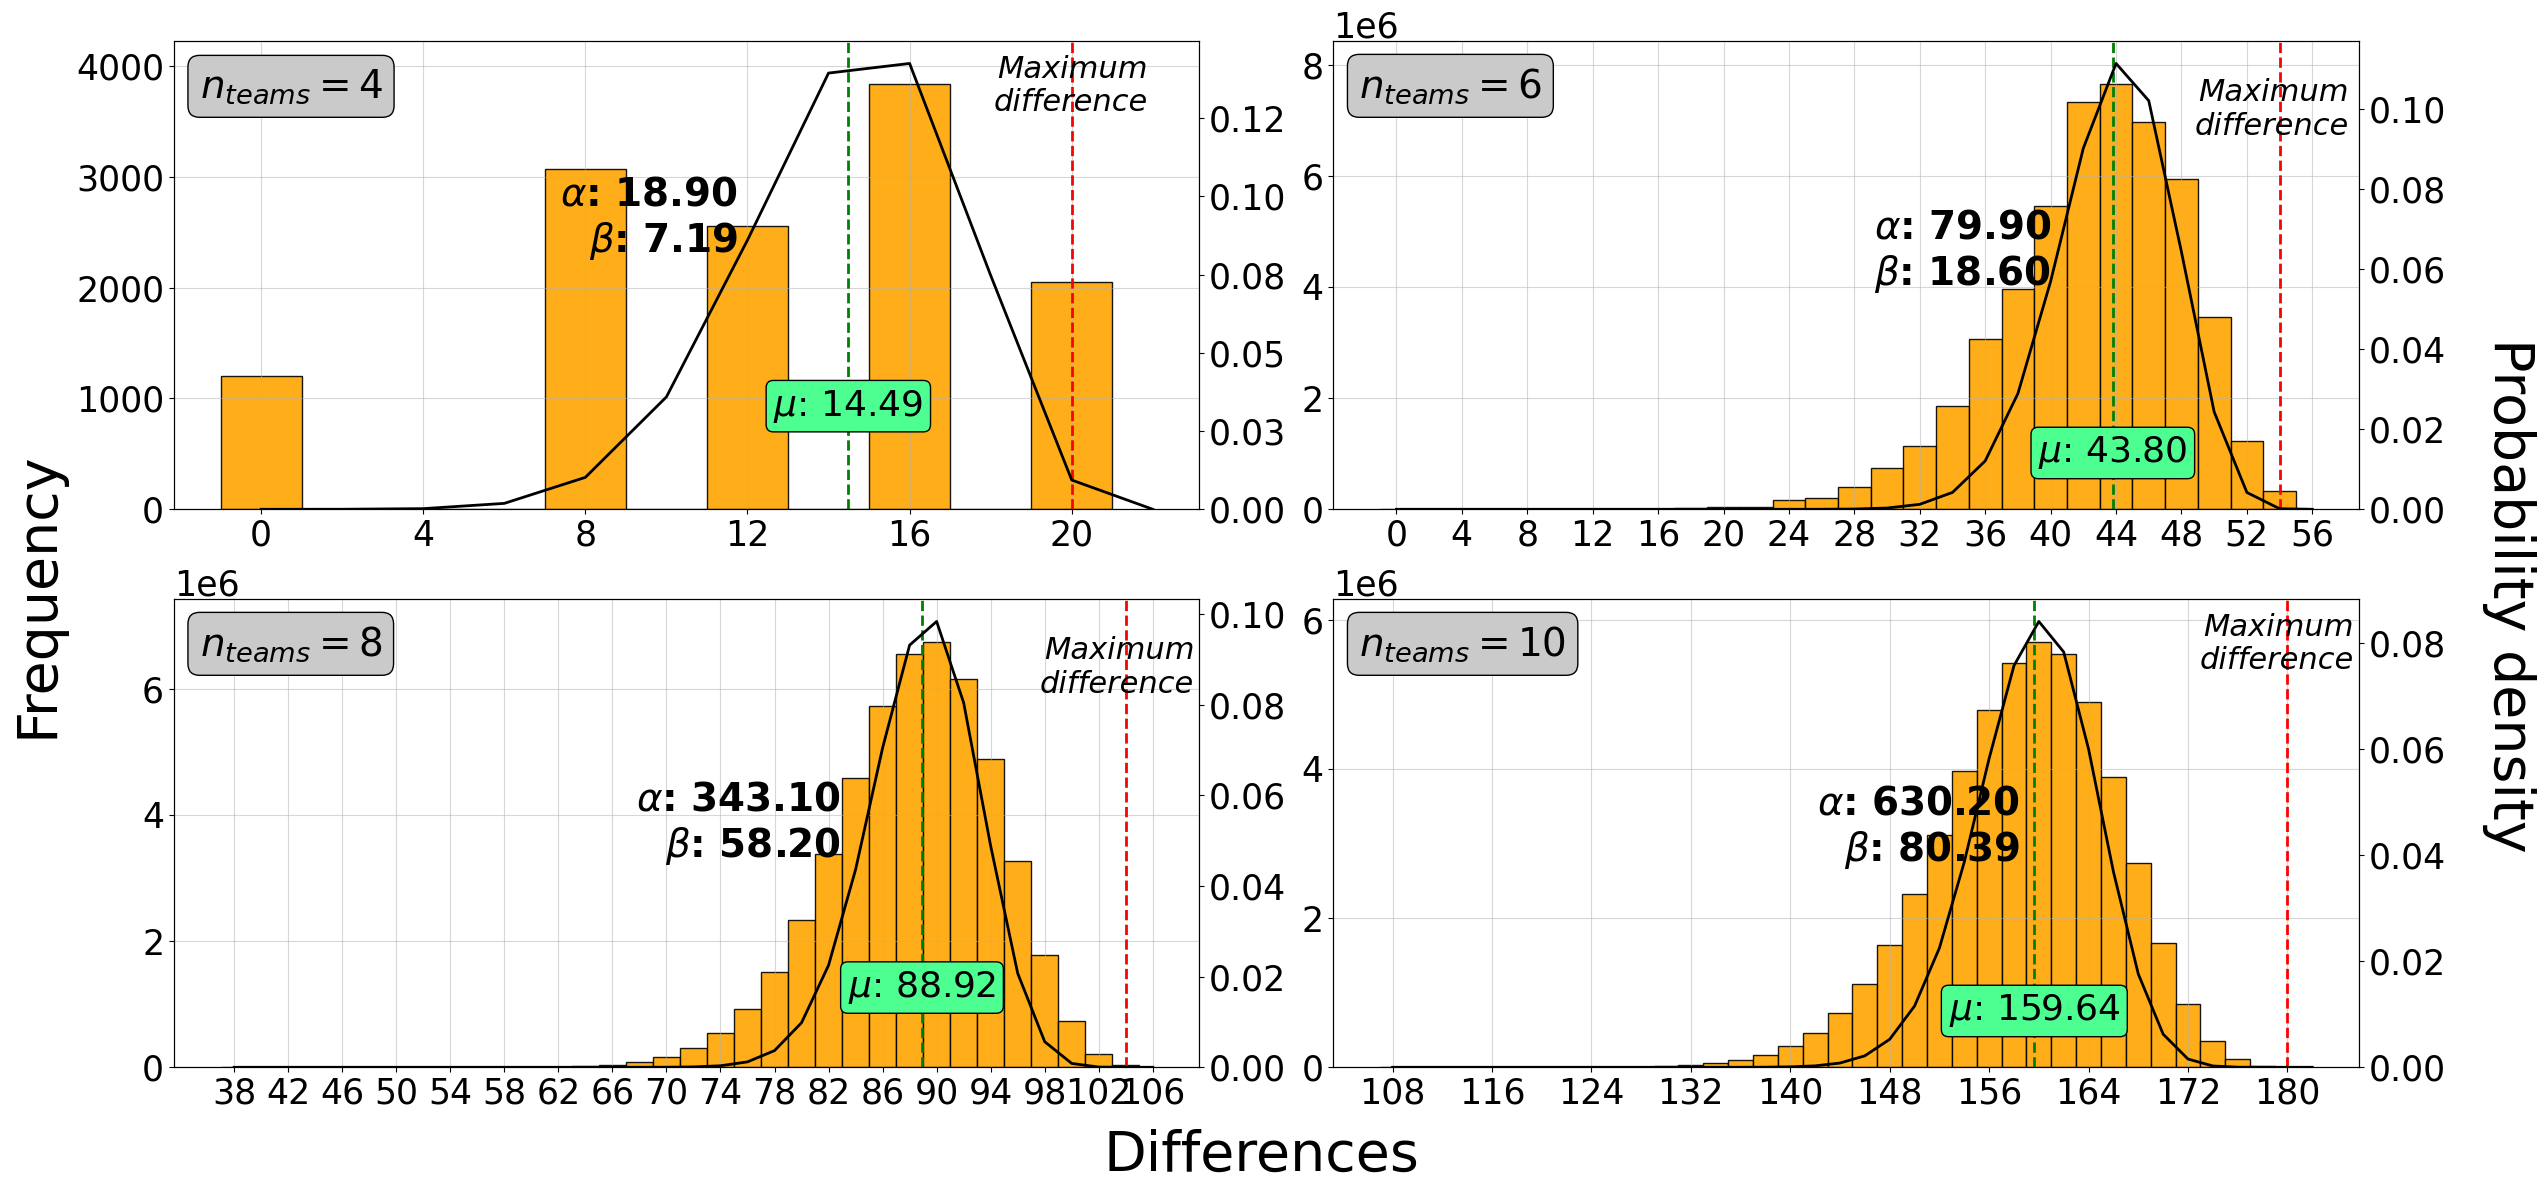 Frequency
n_teams = 4
Maximum
difference
α: 18.90
β: 7.19
μ: 14.49
4000
3000
2000
1000
0
0.12
0.10
0.08
0.05
0.03
0.00
0 4 8 12 16 20
1e6
n_teams = 6
Maximum
difference
α: 79.90
β: 18.60
μ: 43.80
8
6
4
2
0
0.10
0.08
0.06
0.04
0.02
0.00
0 4 8 12 16 20 24 28 32 36 40 44 48 52 56
1e6
n_teams = 8
Maximum
difference
α: 343.10
β: 58.20
μ: 88.92
6
4
2
0
0.10
0.08
0.06
0.04
0.02
0.00
38 42 46 50 54 58 62 66 70 74 78 82 86 90 94 98 102 106
1e6
n_teams = 10
Maximum
difference
α: 630.20
β: 80.39
μ: 159.64
6
4
2
0
0.08
0.06
0.04
0.02
0.00
108 116 124 132 140 148 156 164 172 180
Probability density
Differences